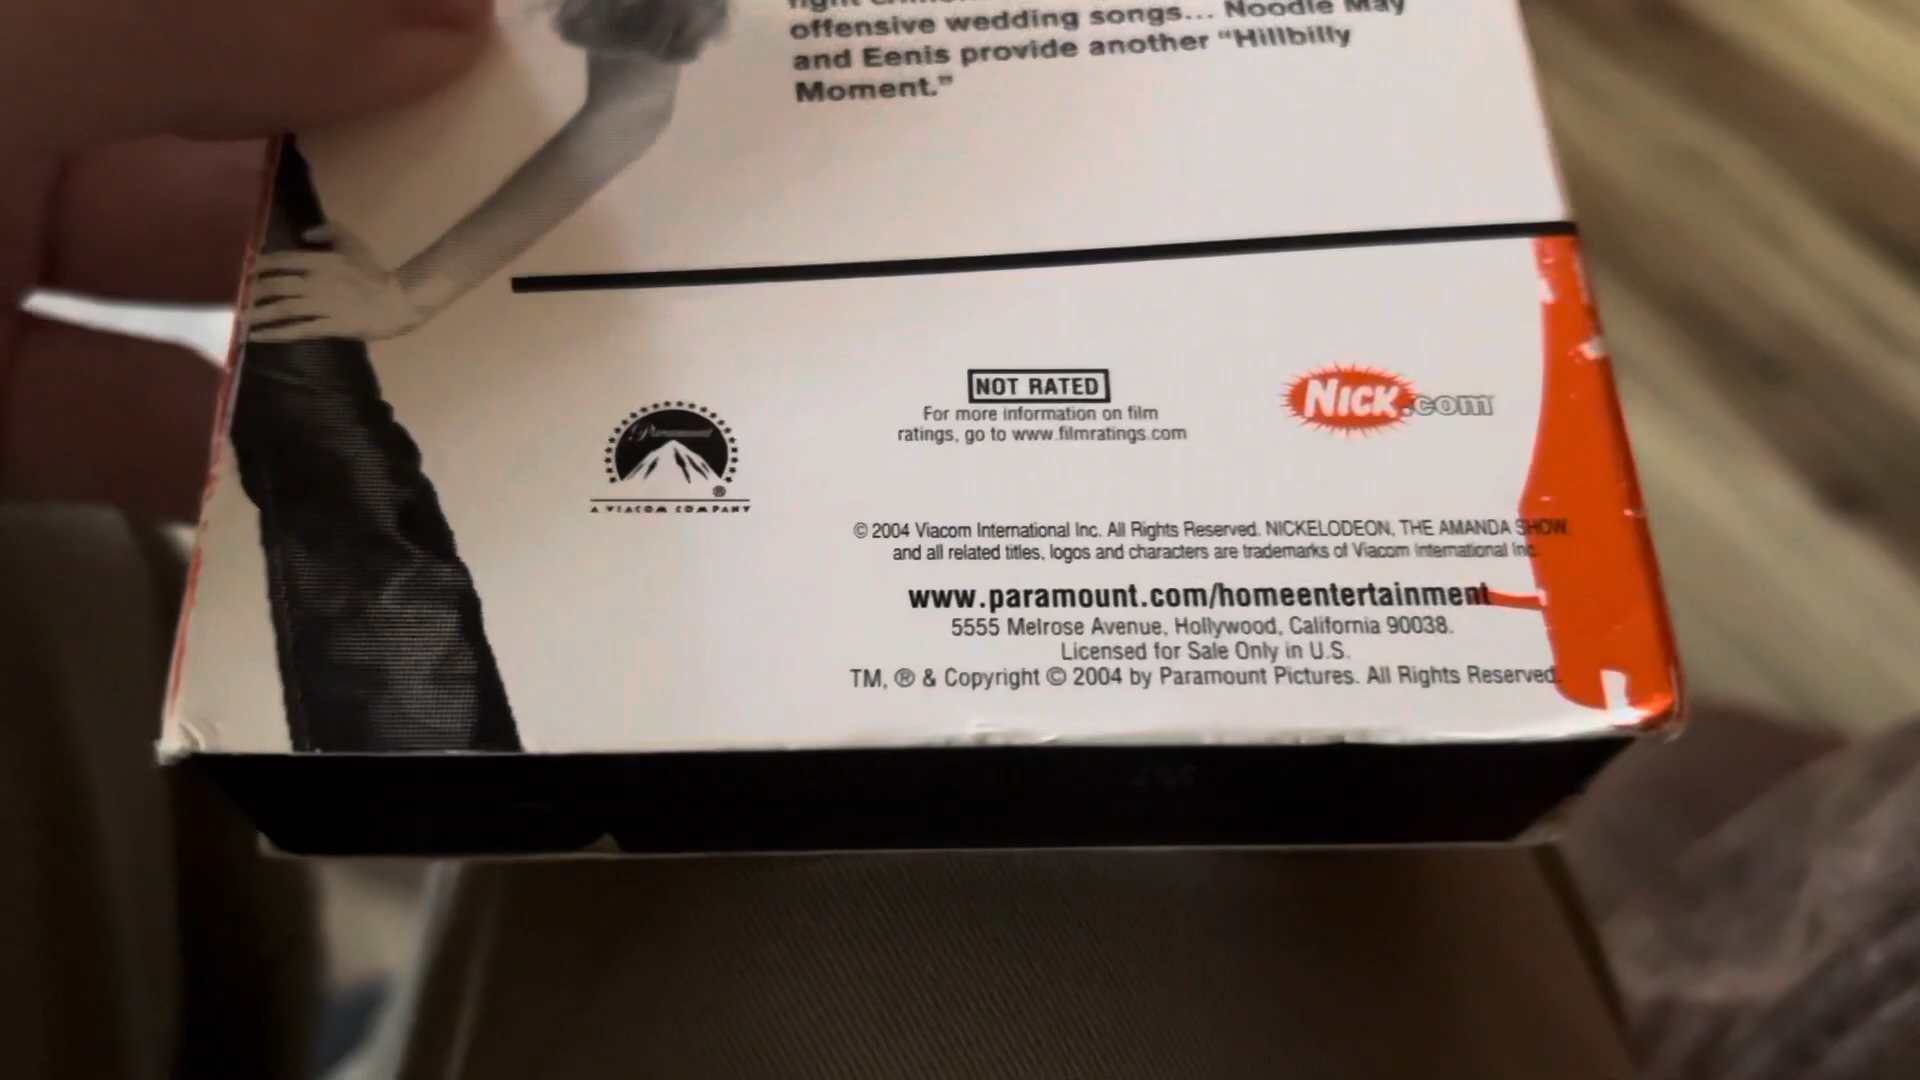 offensive wedding songs... Noodle May
and Eenis provide another “Hillbilly
Moment.”
NOT RATED
For more information on film
ratings, go to www.filmratings.com
NICK.com
Paramount
®
A VIACOM COMPANY
© 2004 Viacom International Inc. All Rights Reserved. NICKELODEON, THE AMANDA SHOW
and all related titles, logos and characters are trademarks of Viacom International Inc.
www.paramount.com/homeentertainment
5555 Melrose Avenue, Hollywood, California 90038.
Licensed for Sale Only in U.S.
TM, ® & Copyright © 2004 by Paramount Pictures. All Rights Reserved.